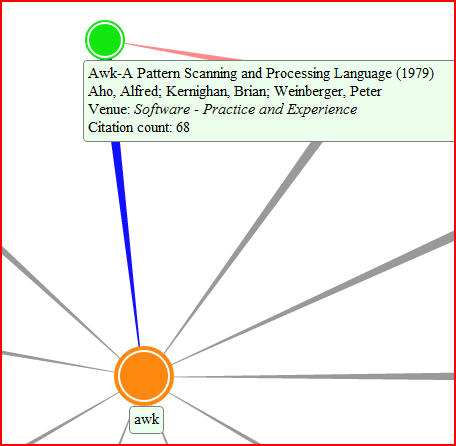 Awk-A Pattern Scanning and Processing Language (1979)
Aho, Alfred; Kernighan, Brian; Weinberger, Peter
Venue: Software - Practice and Experience
Citation count: 68
awk